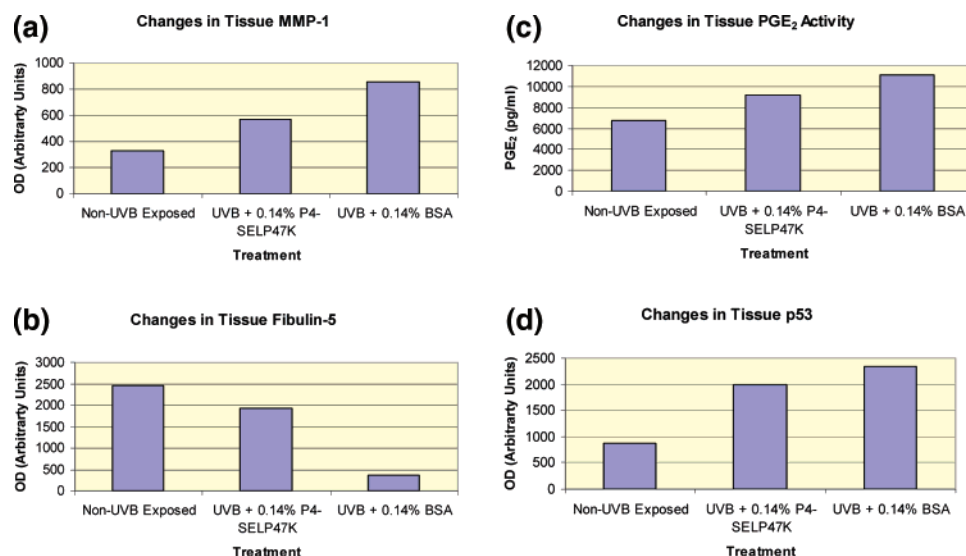 (a)
Changes in Tissue MMP-1
OD (Arbitrarty Units)
1000
800
600
400
200
0
Non-UVB Exposed
UVB + 0.14% P4-
SELP47K
UVB + 0.14% BSA
Treatment
(b)
Changes in Tissue Fibulin-5
OD (Arbitrarty Units)
3000
2500
2000
1500
1000
500
0
Non-UVB Exposed
UVB + 0.14% P4-
SELP47K
UVB + 0.14% BSA
Treatment
(c)
Changes in Tissue PGE₂ Activity
PGE₂ (pg/ml)
12000
10000
8000
6000
4000
2000
0
Non-UVB Exposed
UVB + 0.14% P4-
SELP47K
UVB + 0.14% BSA
Treatment
(d)
Changes in Tissue p53
OD (Arbitrarty Units)
2500
2000
1500
1000
500
0
Non-UVB Exposed
UVB + 0.14% P4-
SELP47K
UVB + 0.14% BSA
Treatment